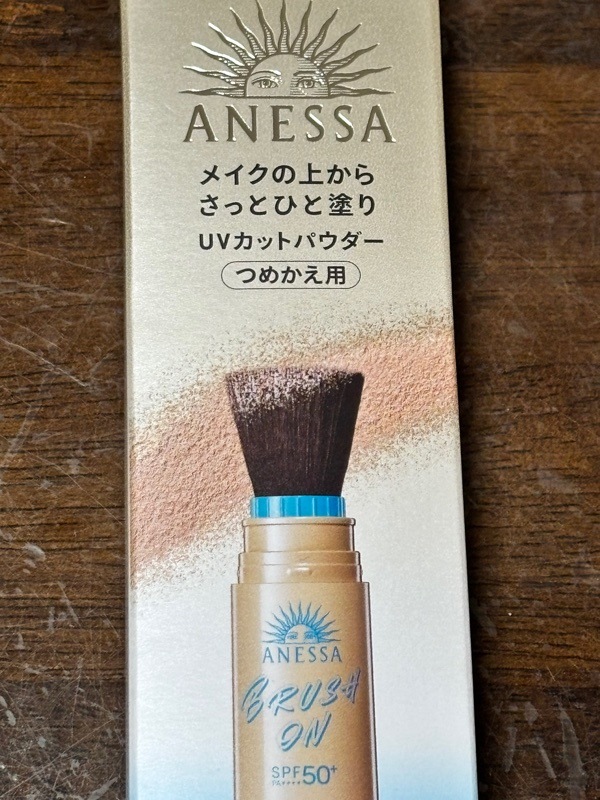 ANESSA
メイクの上から
さっとひと塗り
UVカットパウダー
つめかえ用
ANESSA
BRUSH
ON
SPF50+
PA++++